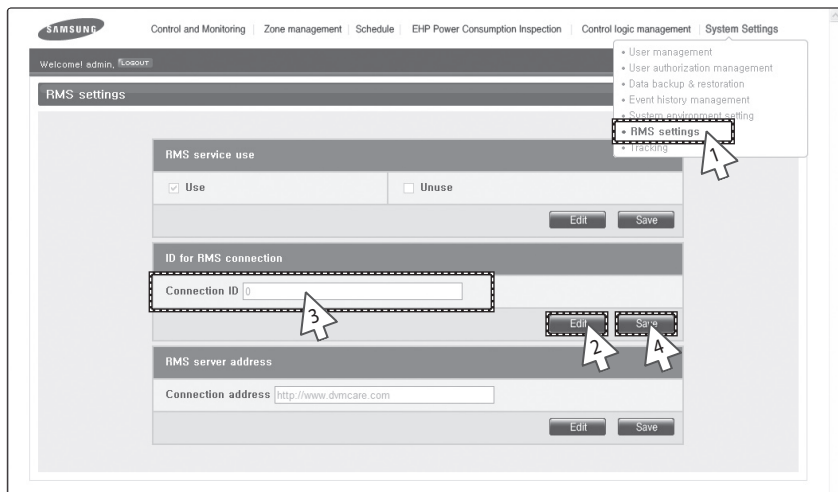 SAMSUNG Control and Monitoring Zone management Schedule EHP Power Consumption Inspection Control logic management System Settings
Welcome! admin, LOGOUT
• User management
• User authorization management
• Data backup & restoration
• Event history management
• System environment setting
• RMS settings
• Tracking
1
RMS settings
RMS service use
Use Unuse
Edit Save
ID for RMS connection
Connection ID 0
3
Edit Save
2 4
RMS server address
Connection address http://www.dvmcare.com
Edit Save